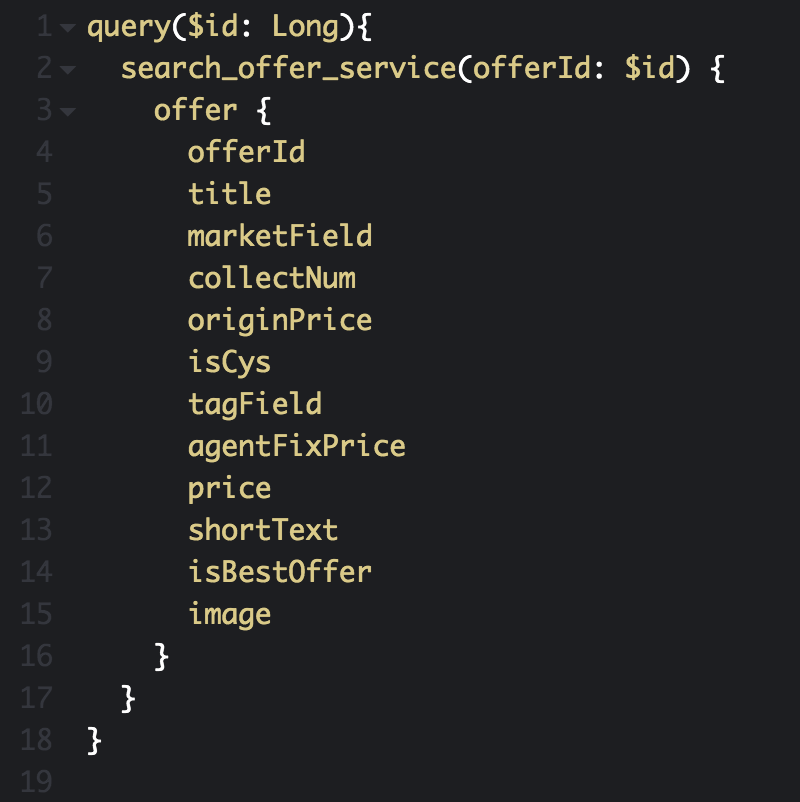 1 query($id: Long){
2   search_offer_service(offerId: $id) {
3     offer {
4       offerId
5       title
6       marketField
7       collectNum
8       originPrice
9       isCys
10       tagField
11       agentFixPrice
12       price
13       shortText
14       isBestOffer
15       image
16     }
17   }
18 }
19